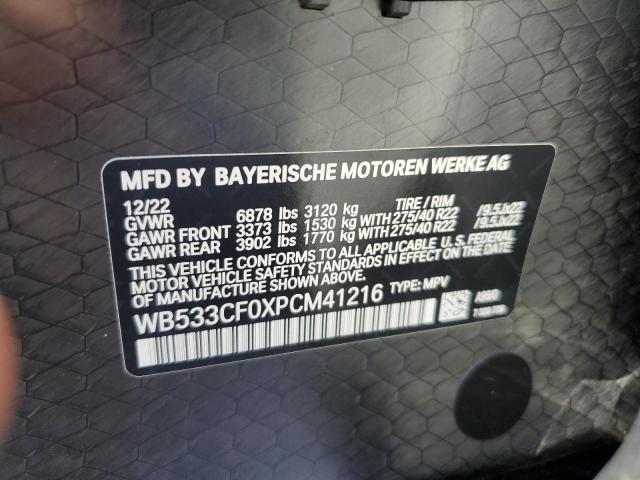 MFD BY BAYERISCHE MOTOREN WERKE AG
12/22 TIRE / RIM
GVWR 6878 lbs 3120 kg
GAWR FRONT 3373 lbs 1530 kg WITH 275/40 R22 /9.5Jx22
GAWR REAR 3902 lbs 1770 kg WITH 275/40 R22 /9.5Jx22
THIS VEHICLE CONFORMS TO ALL APPLICABLE U.S. FEDERAL
MOTOR VEHICLE SAFETY STANDARDS IN EFFECT ON THE DATE
OF MANUFACTURE SHOWN ABOVE.
WB533CF0XPCM41216 TYPE: MPV